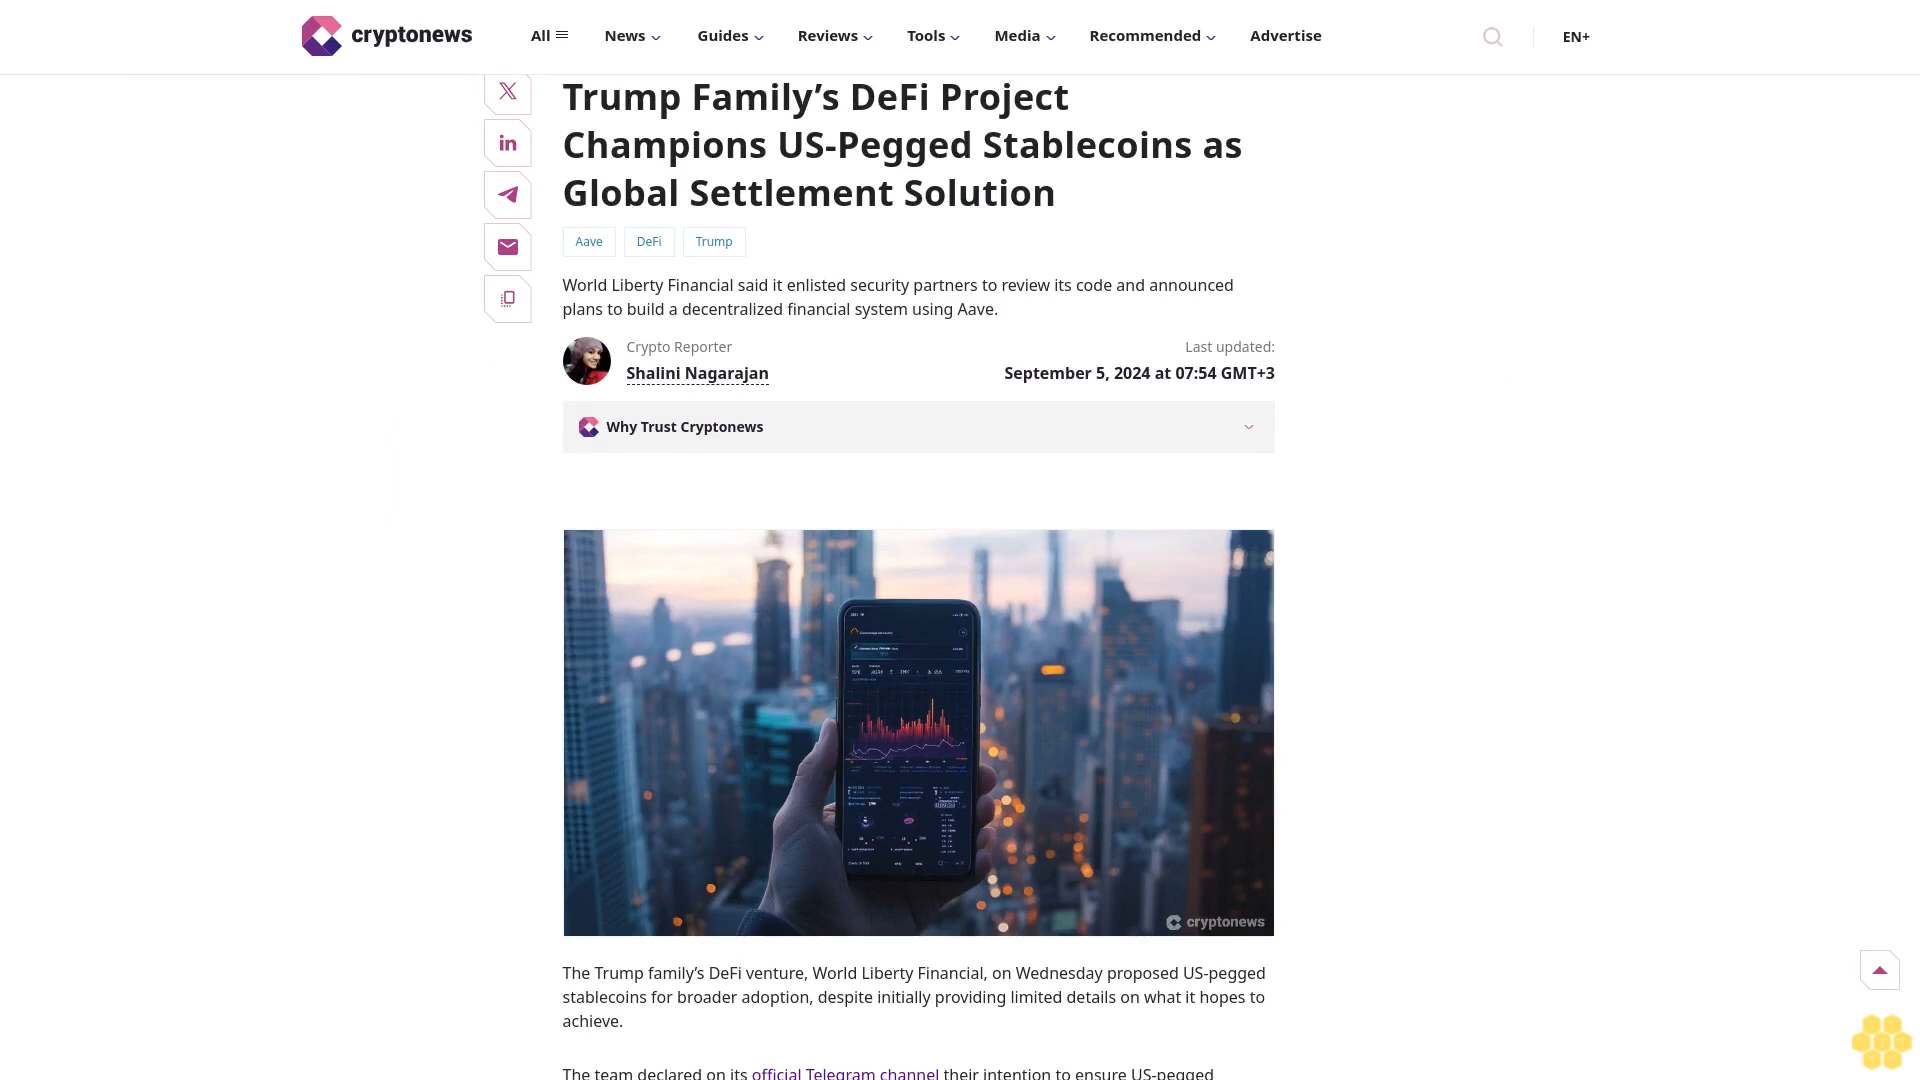 cryptonews
All
News
Guides
Reviews
Tools
Media
Recommended
Advertise
EN+
Trump Family’s DeFi Project
Champions US-Pegged Stablecoins as
Global Settlement Solution
Aave
DeFi
Trump
World Liberty Financial said it enlisted security partners to review its code and announced
plans to build a decentralized financial system using Aave.
Crypto Reporter
Shalini Nagarajan
Last updated:
September 5, 2024 at 07:54 GMT+3
Why Trust Cryptonews
cryptonews
The Trump family’s DeFi venture, World Liberty Financial, on Wednesday proposed US-pegged
stablecoins for broader adoption, despite initially providing limited details on what it hopes to
achieve.
The team declared on its official Telegram channel their intention to ensure US-pegged